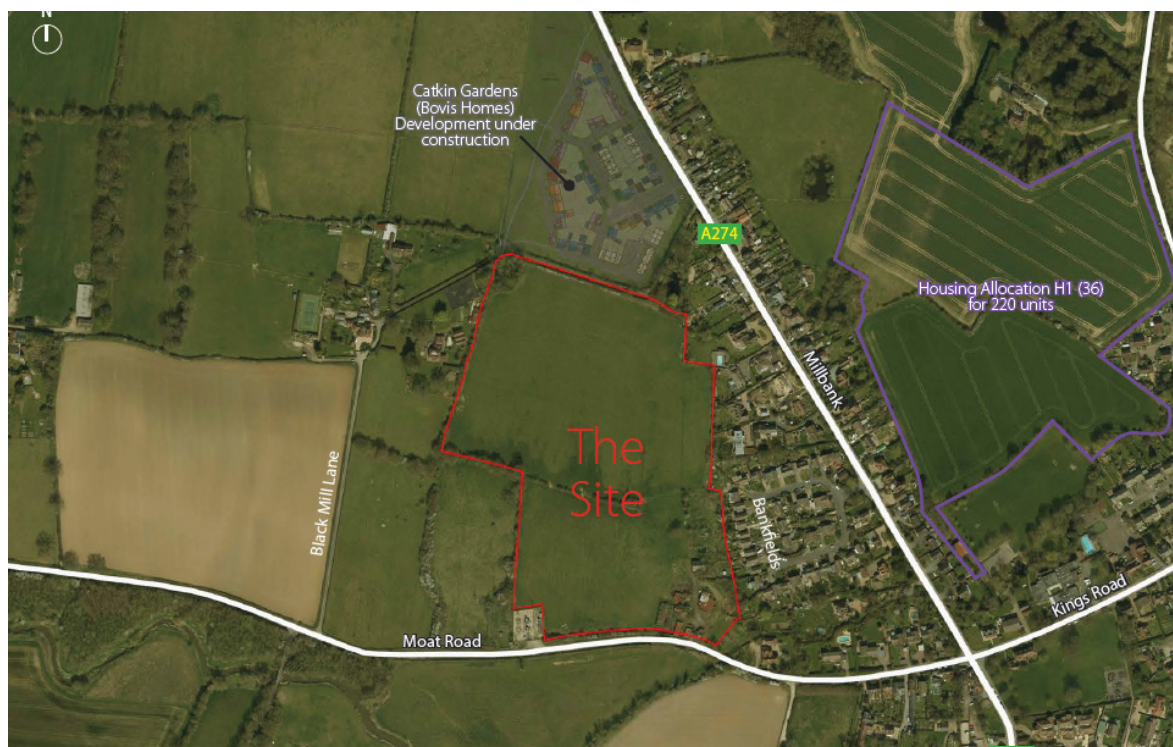 N
Catkin Gardens
(Bovis Homes)
Development under
construction
A274
Housing Allocation H1 (36)
for 220 units
Millbank
The
Site
Black Mill Lane
Bankfields
Kings Road
Moat Road